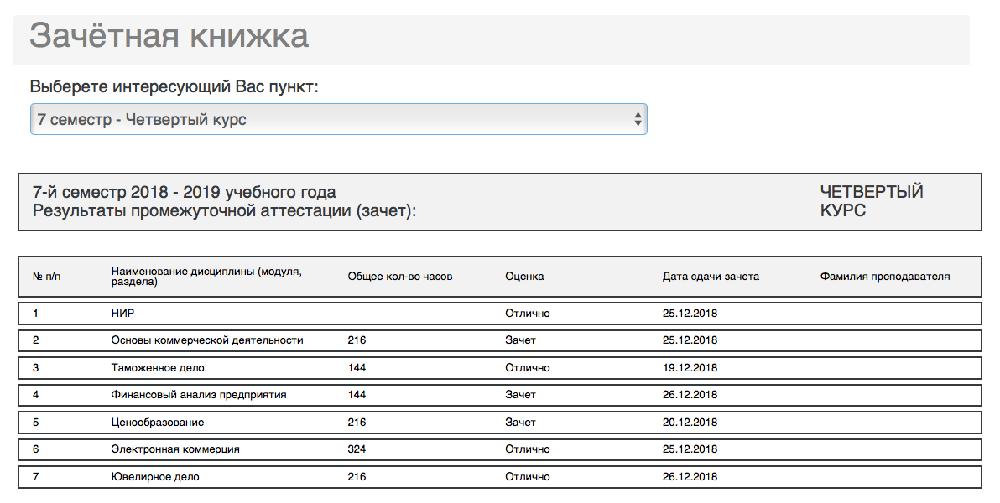 Зачётная книжка
Выберете интересующий Вас пункт:
7 семестр - Четвертый курс
7-й семестр 2018 - 2019 учебного года ЧЕТВЕРТЫЙ
Результаты промежуточной аттестации (зачет): КУРС
№ п/п Наименование дисциплины (модуля, раздела) Общее кол-во часов Оценка Дата сдачи зачета Фамилия преподавателя
1 НИР Отлично 25.12.2018
2 Основы коммерческой деятельности 216 Зачет 25.12.2018
3 Таможенное дело 144 Отлично 19.12.2018
4 Финансовый анализ предприятия 144 Зачет 26.12.2018
5 Ценообразование 216 Зачет 20.12.2018
6 Электронная коммерция 324 Отлично 25.12.2018
7 Ювелирное дело 216 Отлично 26.12.2018